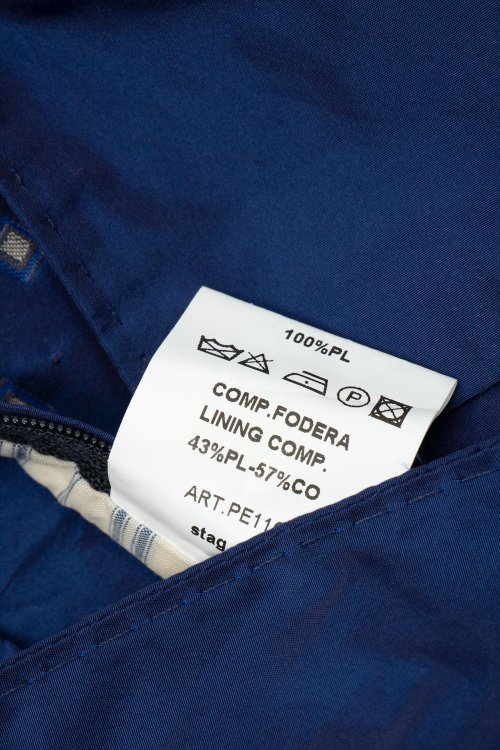 100%PL
P
COMP.FODERA
LINING COMP.
43%PL-57%CO
ART.PE11
stag